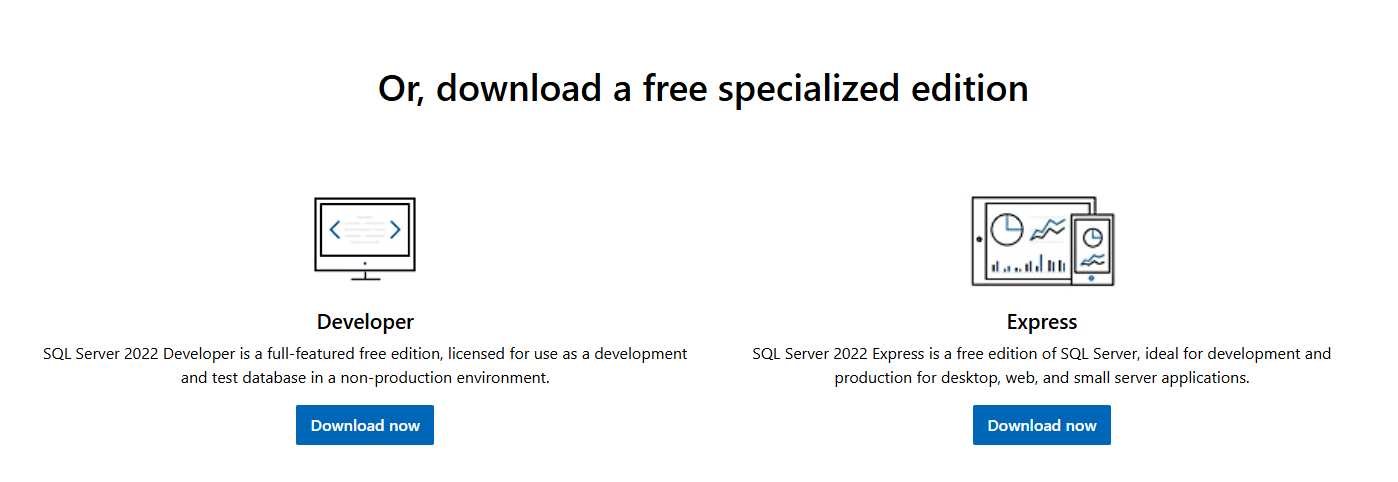 Or, download a free specialized edition
Developer
SQL Server 2022 Developer is a full-featured free edition, licensed for use as a development
and test database in a non-production environment.
Download now
Express
SQL Server 2022 Express is a free edition of SQL Server, ideal for development and
production for desktop, web, and small server applications.
Download now